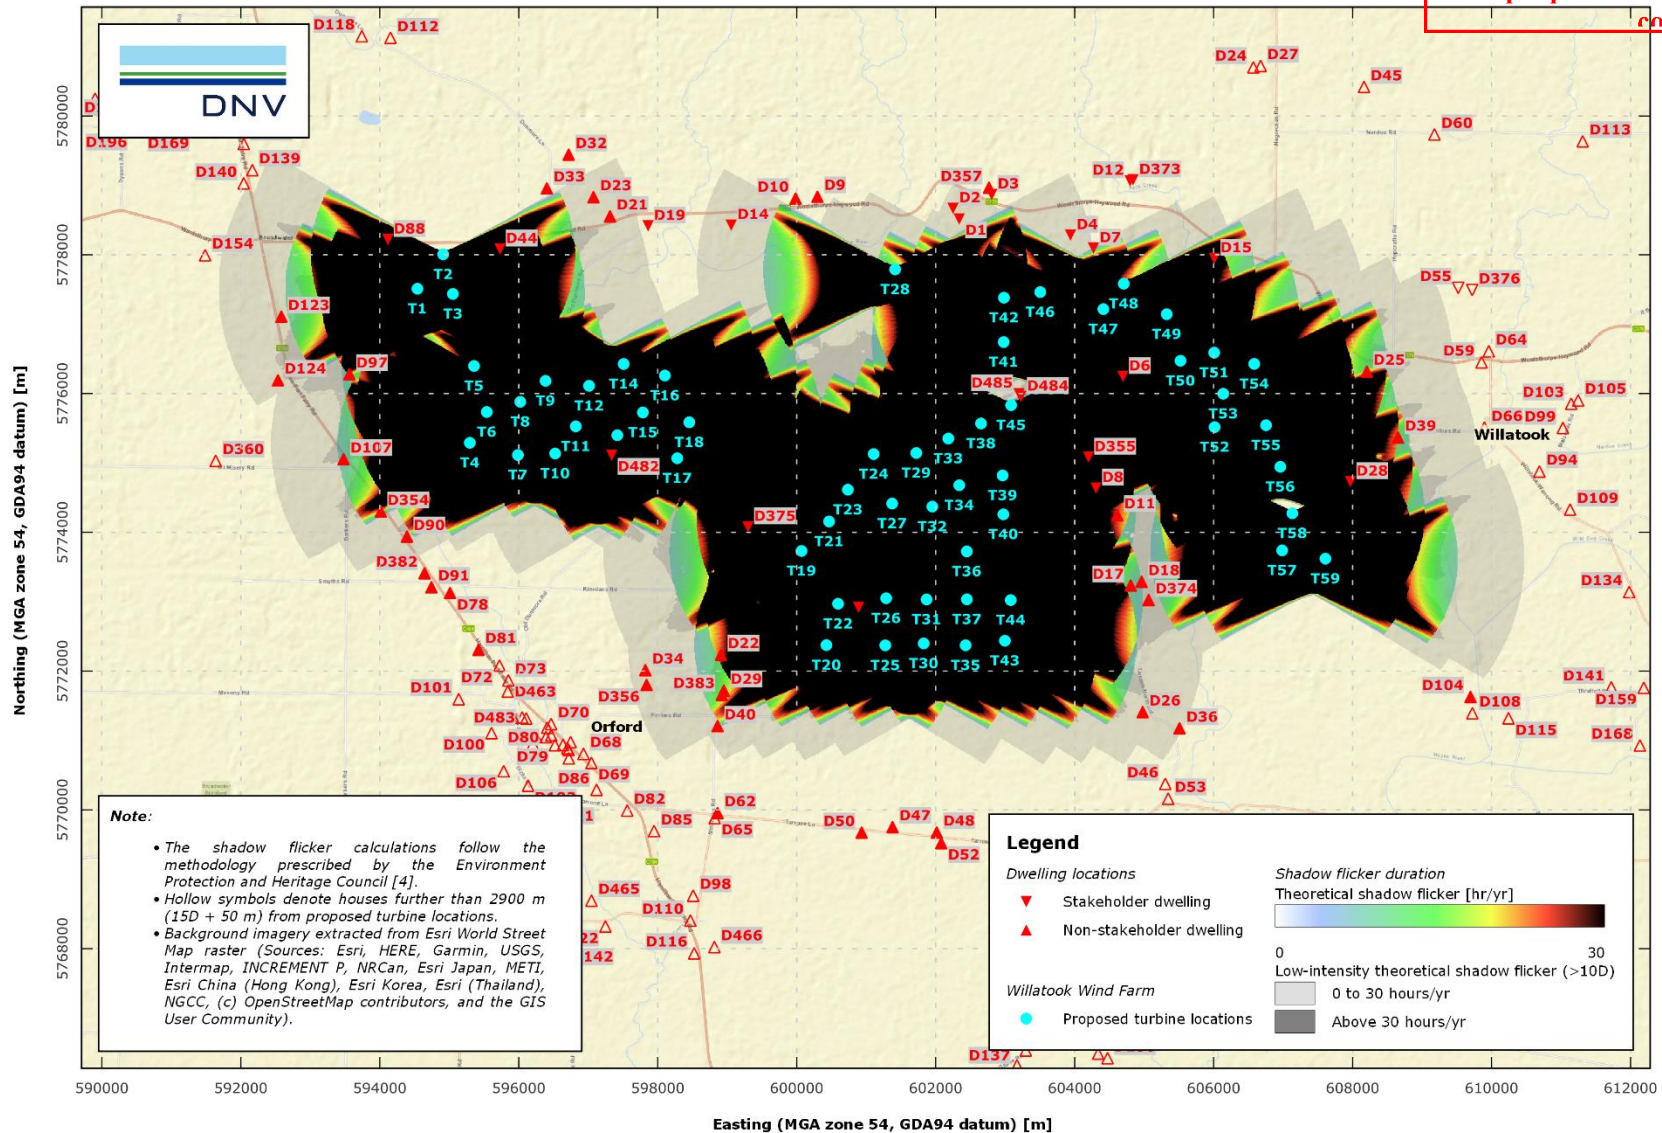 co
D118
D112
DNV
D24
D27
D45
D60
D113
D196
D169
D139
D140
D154
D32
D33
D23
D21
D19
D14
D10
D9
D357
D3
D2
D1
D12
D373
D4
D7
D15
D88
D44
D55
D376
D64
D59
D25
D103
D105
D66
D99
Willatook
D39
D94
D28
D109
D134
D123
D124
D97
D360
D107
D354
D90
D382
D91
D78
D81
D73
D72
D463
D101
D483
D70
Orford
D80
D100
D79
D68
D69
D86
D106
D82
D85
D62
D65
D34
D356
D383
D22
D29
D40
D375
D482
D6
D485
D484
D355
D8
D11
D17
D18
D374
D26
D36
D46
D53
D50
D47
D48
D52
D104
D108
D115
D141
D159
D168
D465
D98
D110
D116
D466
D137
T1
T2
T3
T4
T5
T6
T7
T8
T9
T10
T11
T12
T14
T15
T16
T17
T18
T19
T20
T21
T22
T23
T24
T25
T26
T27
T28
T29
T30
T31
T32
T33
T34
T35
T36
T37
T38
T39
T40
T41
T42
T43
T44
T45
T46
T47
T48
T49
T50
T51
T52
T53
T54
T55
T56
T57
T58
T59
Note:
• The shadow flicker calculations follow the
methodology prescribed by the Environment
Protection and Heritage Council [4].
• Hollow symbols denote houses further than 2900 m
(15D + 50 m) from proposed turbine locations.
• Background imagery extracted from Esri World Street
Map raster (Sources: Esri, HERE, Garmin, USGS,
Intermap, INCREMENT P, NRCan, Esri Japan, METI,
Esri China (Hong Kong), Esri Korea, Esri (Thailand),
NGCC, (c) OpenStreetMap contributors, and the GIS
User Community).
Legend
Dwelling locations
Stakeholder dwelling
Non-stakeholder dwelling
Willatook Wind Farm
Proposed turbine locations
Shadow flicker duration
Theoretical shadow flicker [hr/yr]
0 30
Low-intensity theoretical shadow flicker (>10D)
0 to 30 hours/yr
Above 30 hours/yr
5780000
5778000
5776000
5774000
5772000
5770000
5768000
Northing (MGA zone 54, GDA94 datum) [m]
590000 592000 594000 596000 598000 600000 602000 604000 606000 608000 610000 612000
Easting (MGA zone 54, GDA94 datum) [m]